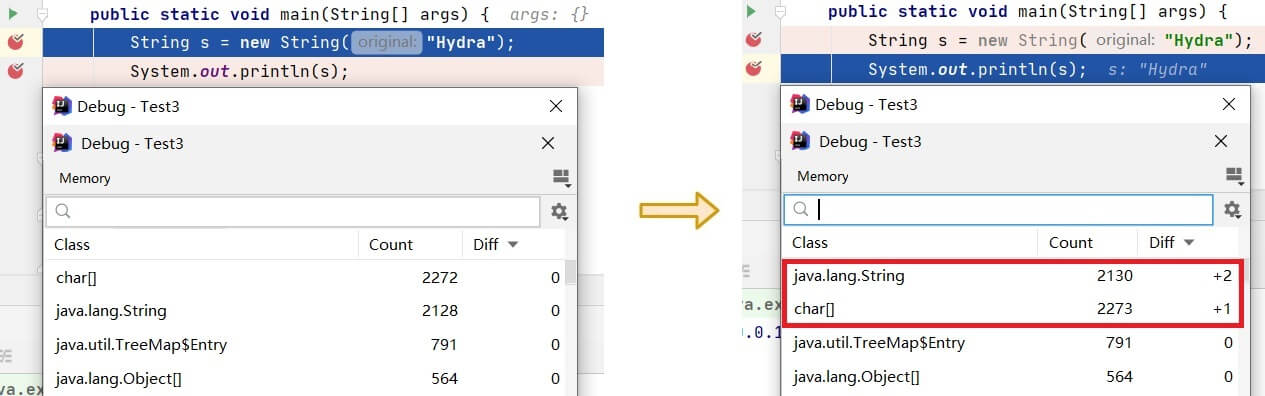 public static void main(String[] args) { args: {}
String s = new String( original: "Hydra");
System.out.println(s);
Debug - Test3
Debug - Test3
Memory
Class Count Diff
char[] 2272 0
java.lang.String 2128 0
java.util.TreeMap$Entry 791 0
java.lang.Object[] 564 0
va.ex
public static void main(String[] args) {
String s = new String( original: "Hydra");
System.out.println(s); s: "Hydra"
Debug - Test3
Debug - Test3
Memory
Class Count Diff
java.lang.String 2130 +2
char[] 2273 +1
java.util.TreeMap$Entry 791 0
java.lang.Object[] 564 0
va.ex
.0.1